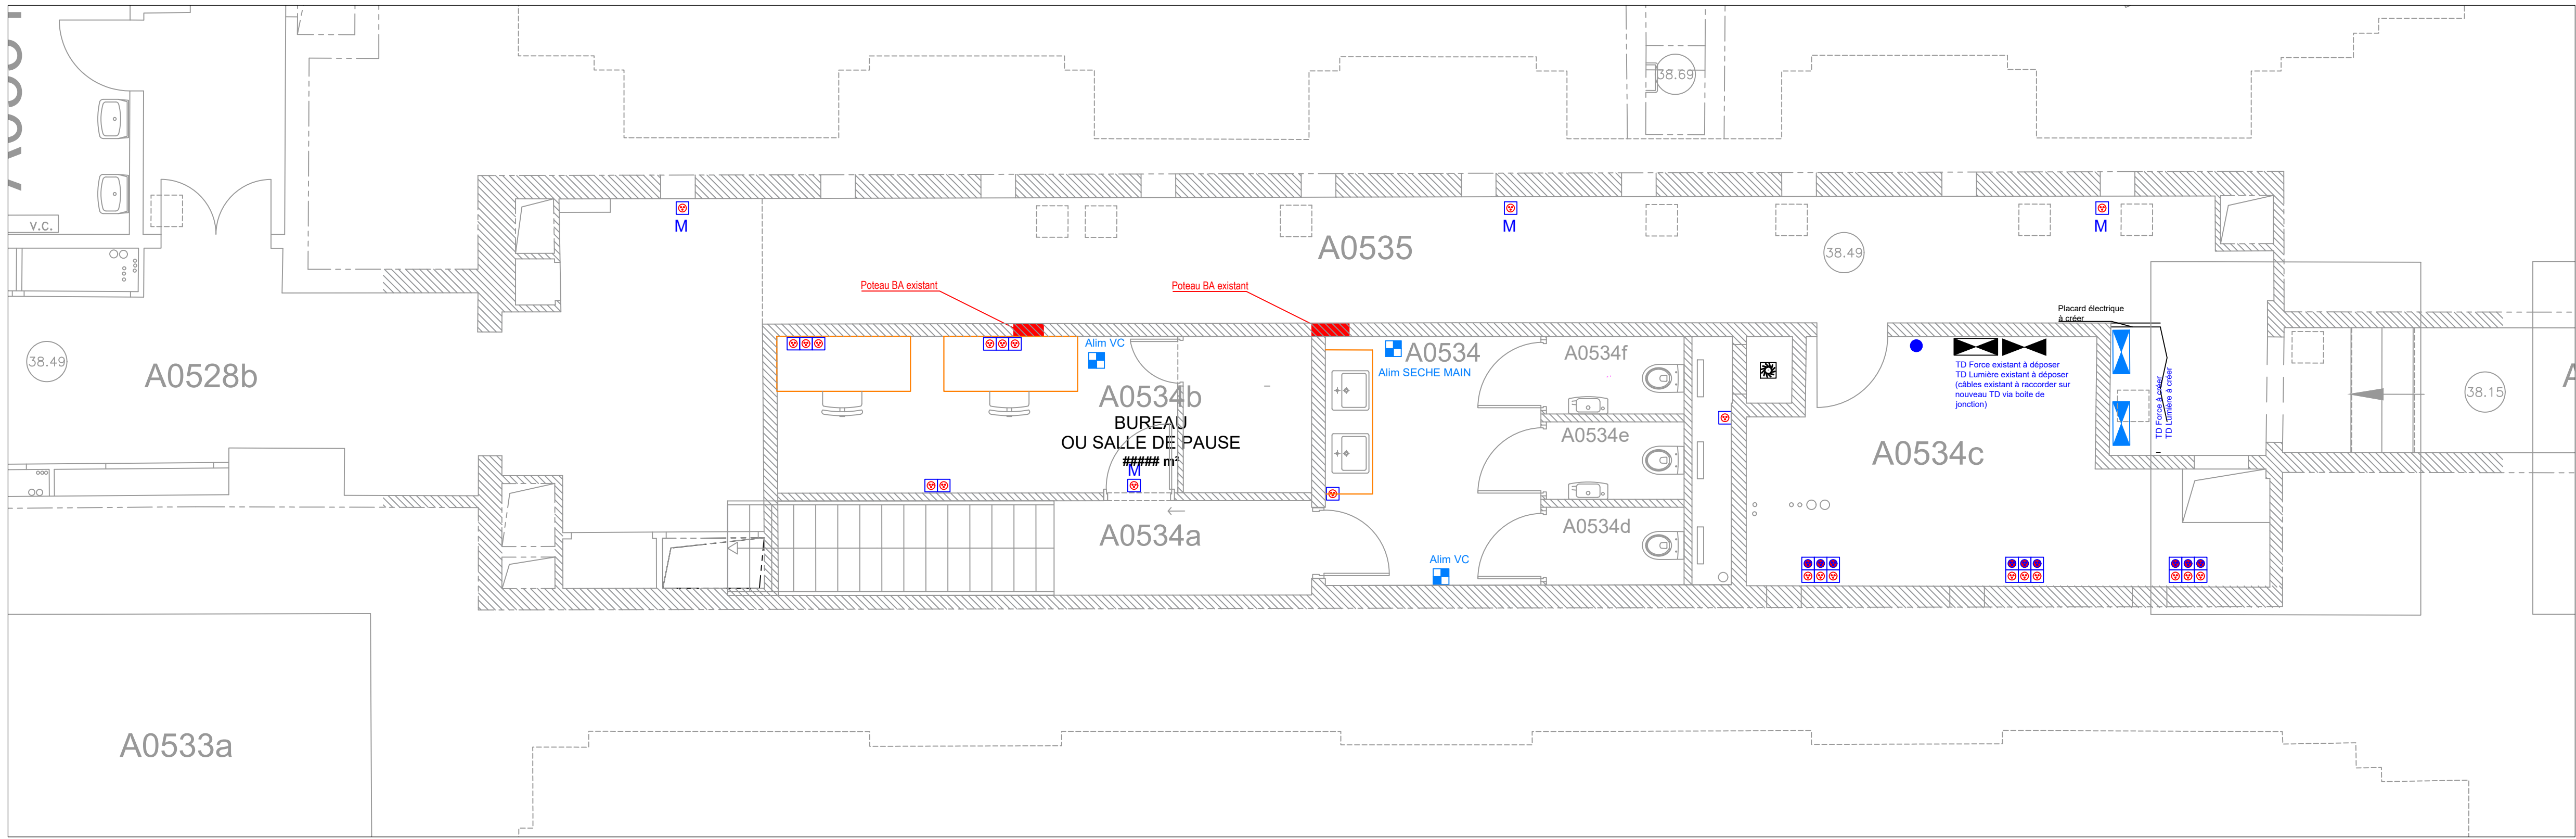 38.69
V.C.
M
M
M
A0535
38.49
Poteau BA existant
Poteau BA existant
Placard électrique
à créer
38.49
A0528b
Alim VC
A0534
Alim SECHE MAIN
A0534f
TD Force existant à déposer
TD Lumière existant à déposer
(câbles existant à raccorder sur
nouveau TD via boite de
jonction)
TD Force à créer
TD Lumière à créer
38.15
A0534b
BUREAU
OU SALLE DE PAUSE
##### m²
M
A0534e
A0534c
A0534a
A0534d
Alim VC
A0533a